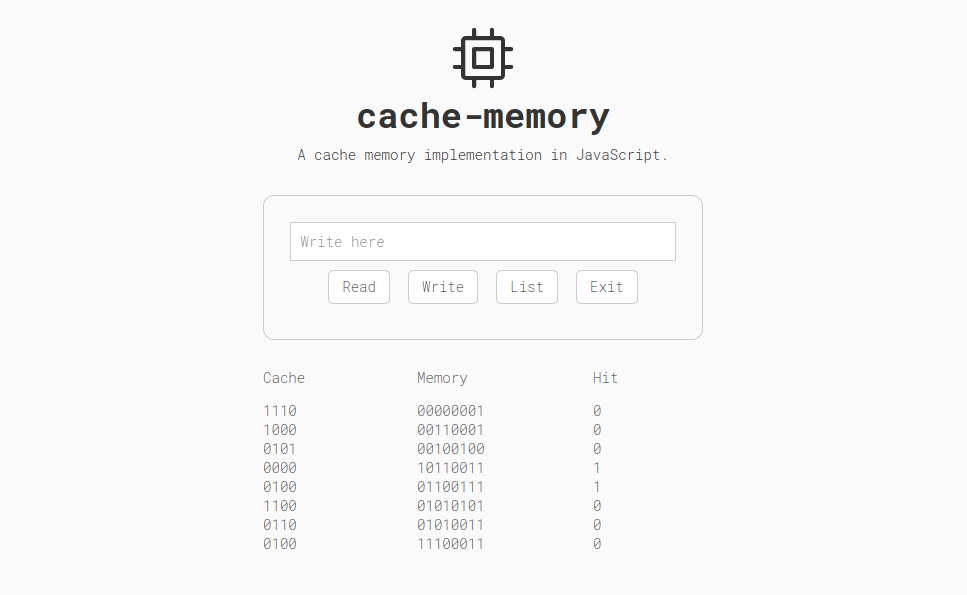 cache-memory
A cache memory implementation in JavaScript.
Write here
Read Write List Exit
Cache Memory Hit
1110 00000001 0
1000 00110001 0
0101 00100100 0
0000 10110011 1
0100 01100111 1
1100 01010101 0
0110 01010011 0
0100 11100011 0